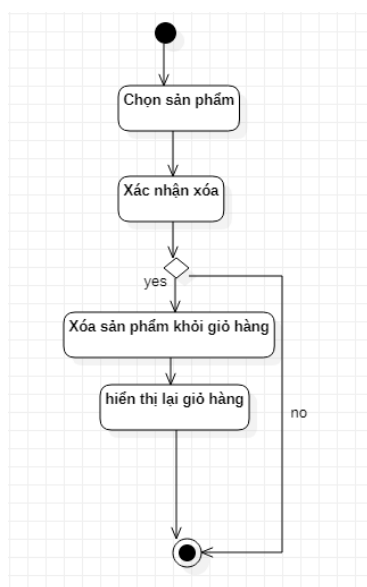 Chọn sản phẩm
Xác nhận xóa
yes
Xóa sản phẩm khỏi giỏ hàng
hiển thị lại giỏ hàng
no